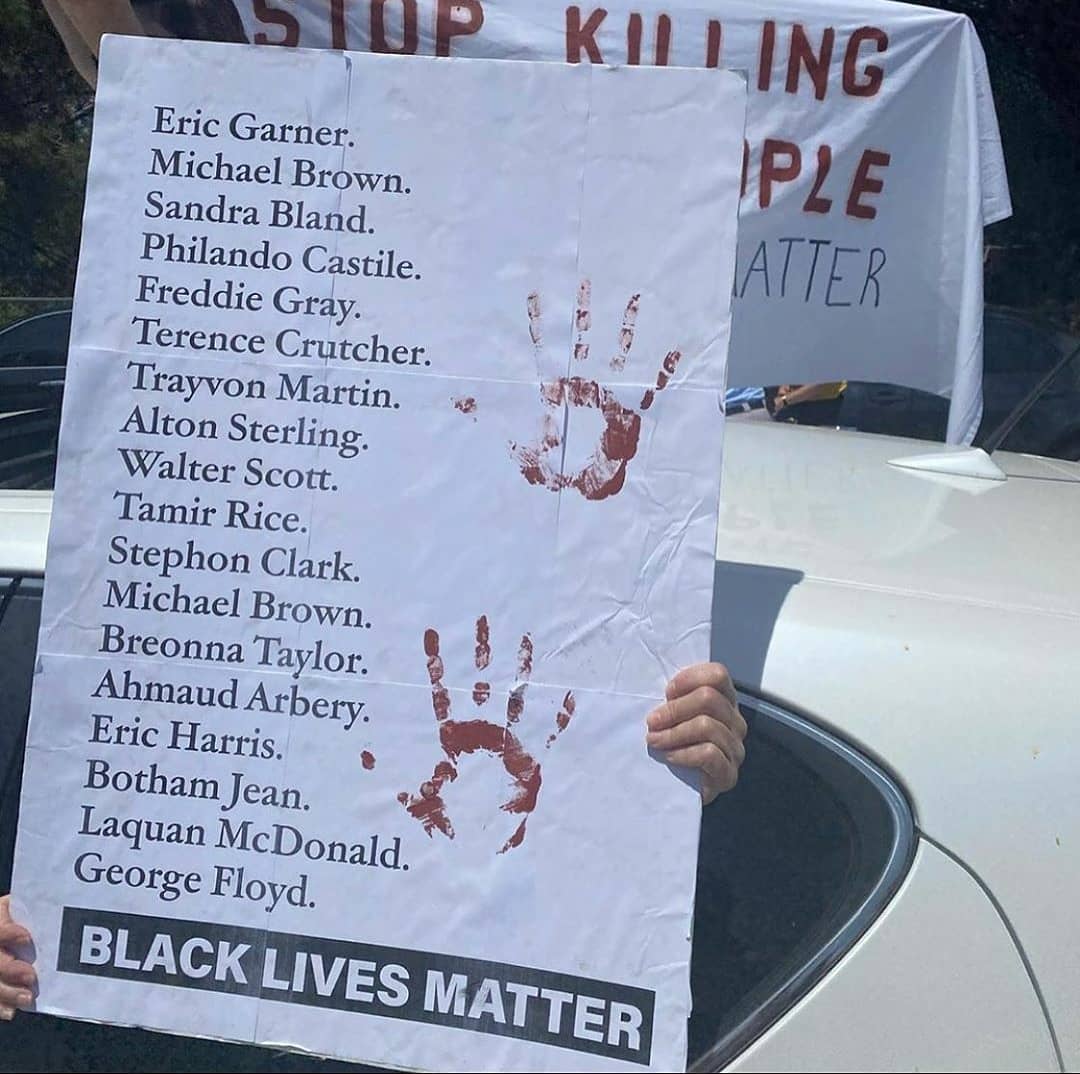 STOP KILLING
PLE
ATTER
Eric Garner.
Michael Brown.
Sandra Bland.
Philando Castile.
Freddie Gray.
Terence Crutcher.
Trayvon Martin.
Alton Sterling.
Walter Scott.
Tamir Rice.
Stephon Clark.
Michael Brown.
Breonna Taylor.
Ahmaud Arbery.
Eric Harris.
Botham Jean.
Laquan McDonald.
George Floyd.
BLACK LIVES MATTER